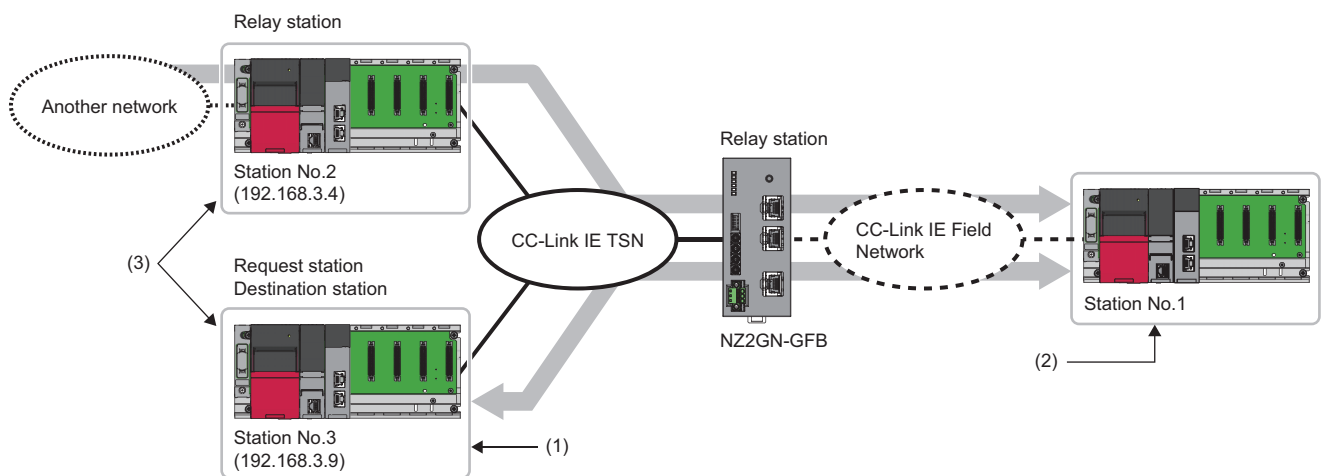 Relay station
Another network
Station No.2
(192.168.3.4)
(3)
Request station
Destination station
Station No.3
(192.168.3.9)
(1)
CC-Link IE TSN
Relay station
NZ2GN-GFB
CC-Link IE Field
Network
Station No.1
(2)